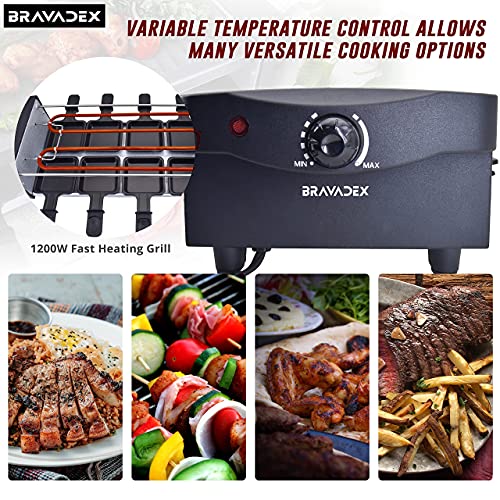 BRAVADEX
VARIABLE TEMPERATURE CONTROL ALLOWS
MANY VERSATILE COOKING OPTIONS
MIN
MAX
BRAVADEX
1200W Fast Heating Grill